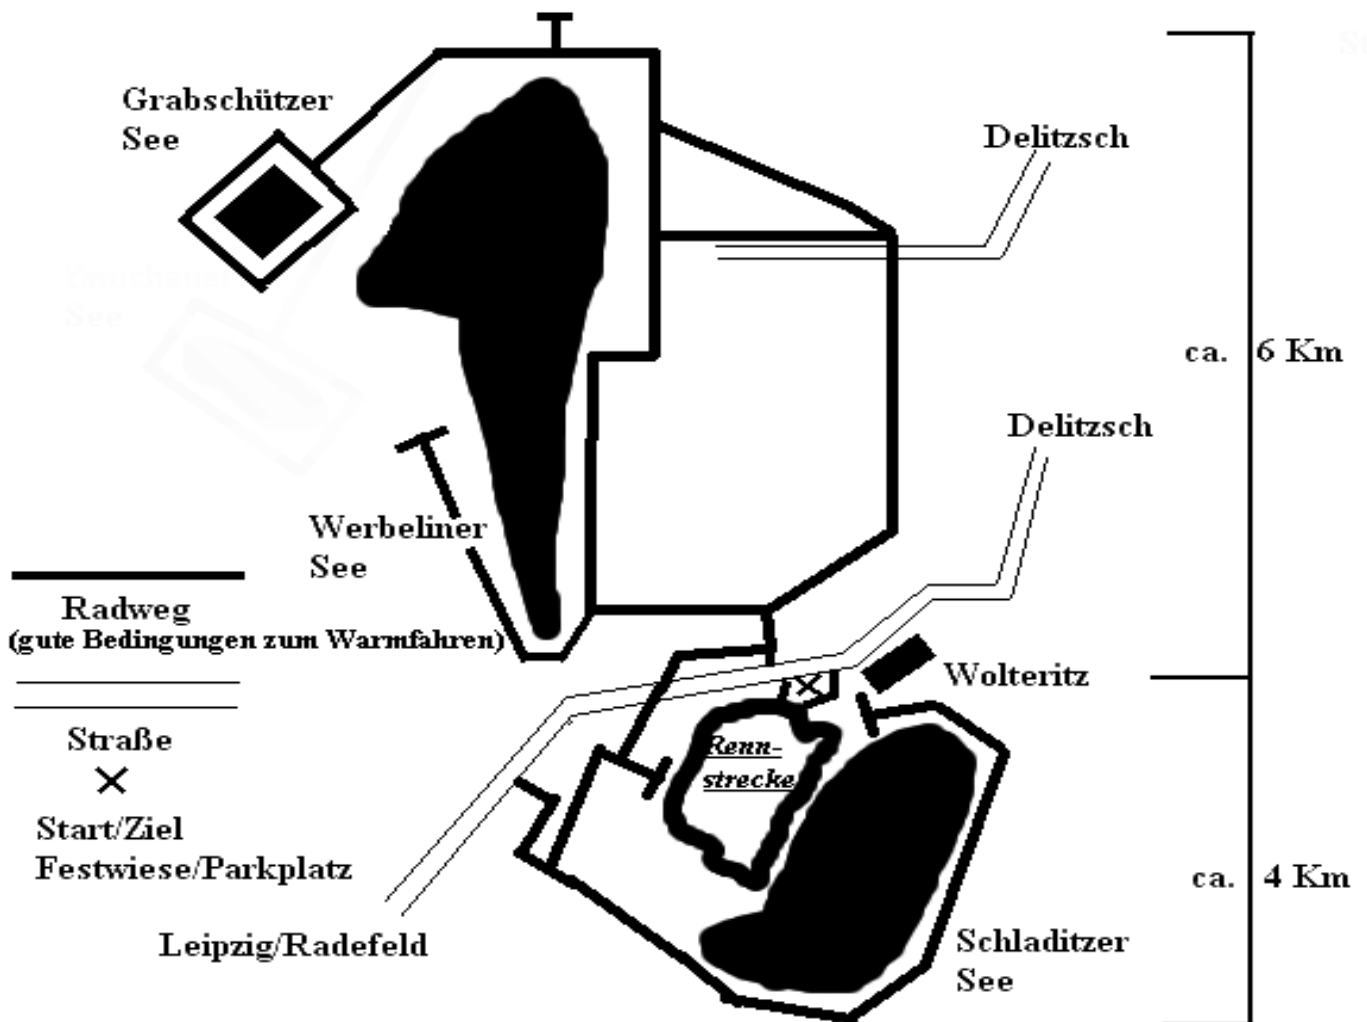 Grabschützer
See
Delitzsch
ca. 6 Km
Delitzsch
Werbeliner
See
Radweg
(gute Bedingungen zum Warmfahren)
Wolteritz
Straße
Renn-
strecke
Start/Ziel
Festwiese/Parkplatz
ca. 4 Km
Leipzig/Radefeld
Schladitzer
See
See